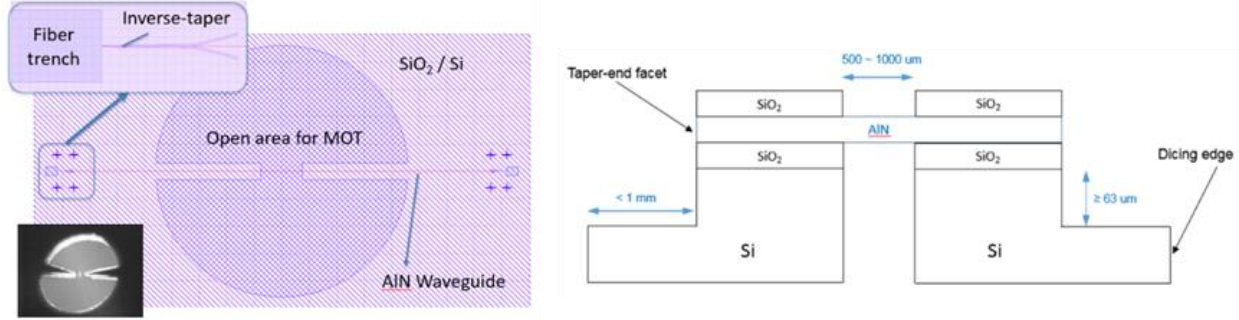 Fiber
trench
Inverse-taper
SiO2 / Si
Open area for MOT
AlN Waveguide
500 ~ 1000 um
Taper-end facet
SiO2
SiO2
AlN
SiO2
SiO2
Dicing edge
< 1 mm
≥ 63 um
Si
Si